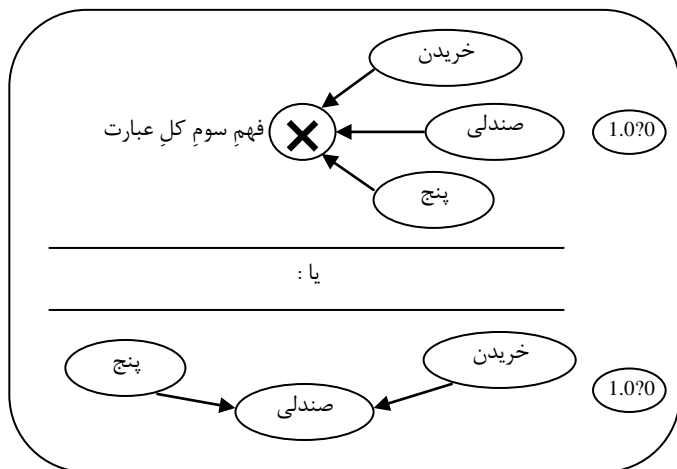 خریدن
1.0?0
صندلی
فهمِ سومِ کلِ عبارت
پنج
یا :
خریدن
پنج
1.0?0
صندلی